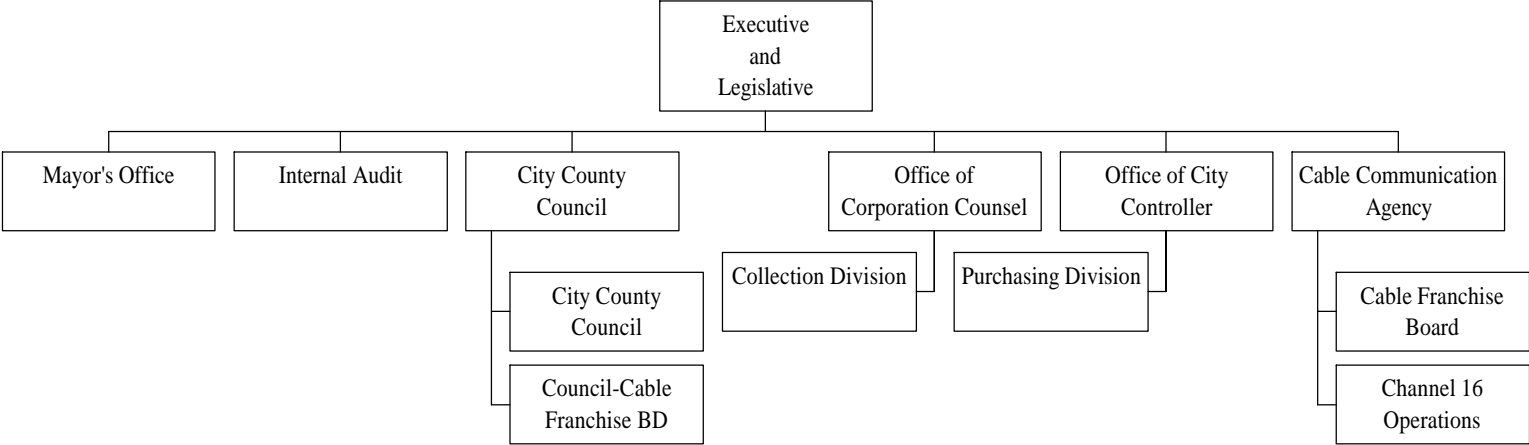 Executive
and
Legislative
Mayor's Office
Internal Audit
City County
Council
Office of
Corporation Counsel
Office of City
Controller
Cable Communication
Agency
City County
Council
Council-Cable
Franchise BD
Collection Division
Purchasing Division
Cable Franchise
Board
Channel 16
Operations